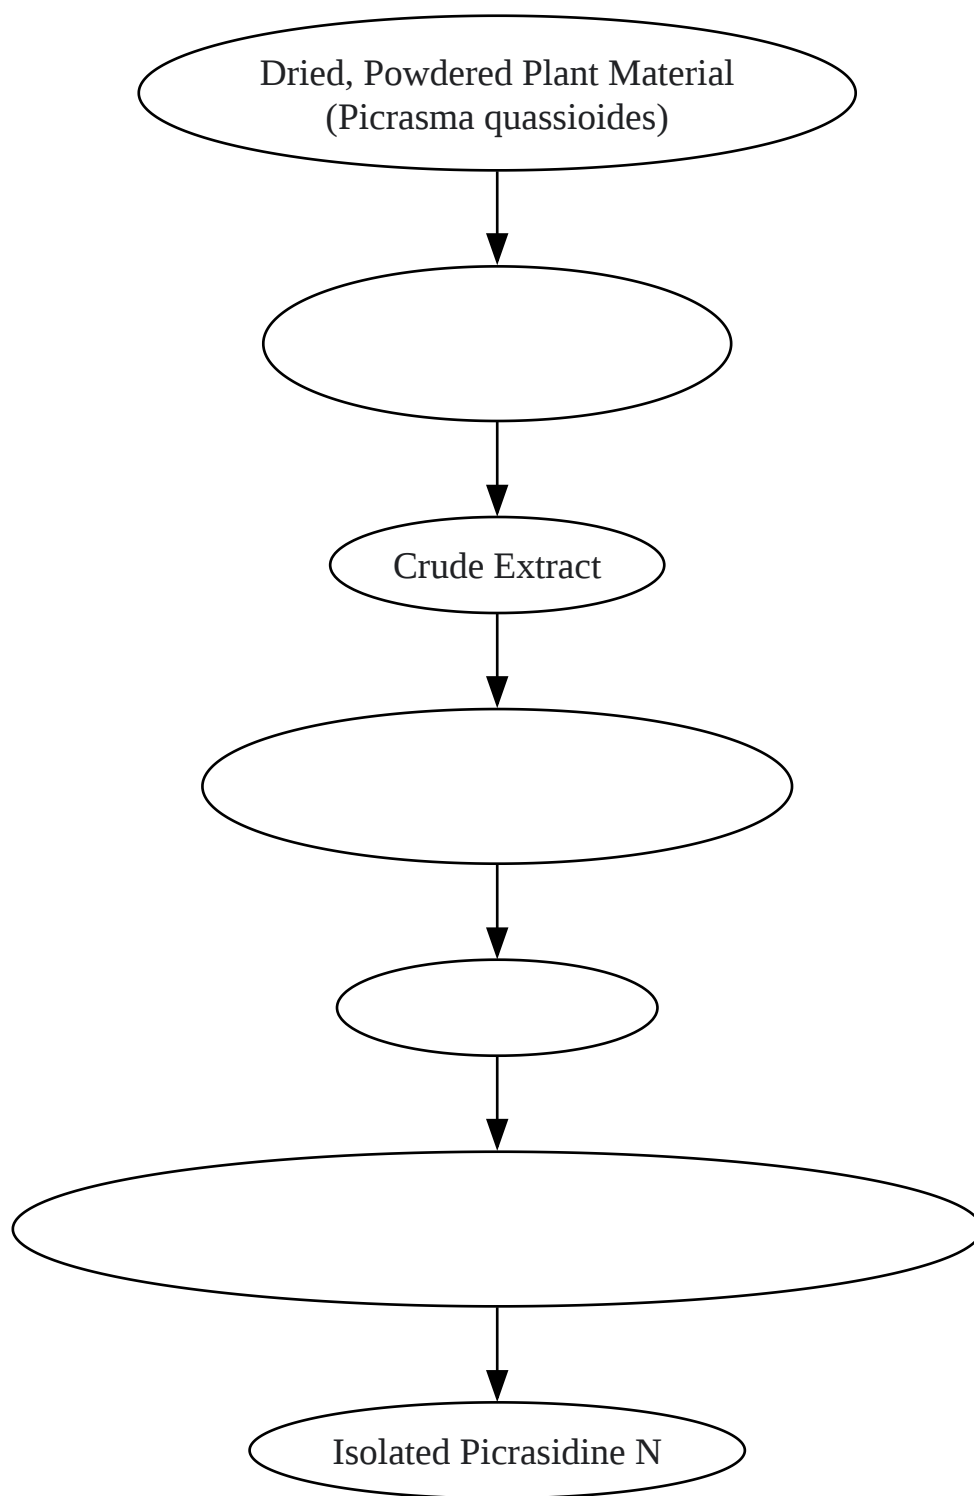 Dried, Powdered Plant Material
(Picrasma quassioides)
Crude Extract
Isolated Picrasidine N